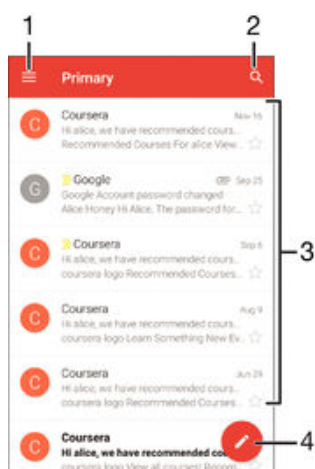 1
2
Primary
C
Coursera
Nov 16
Hi alice, we have recommended cours...
Recommended Courses For alice View...
3
G
Google
Sep 25
Google Account password changed
Alice Honey Hi Alice, The password for...
C
Coursera
Sep 6
Hi alice, we have recommended cours...
coursera logo Recommended Courses...
C
Coursera
Aug 9
Hi alice, we have recommended cours...
coursera logo Learn Something New Ev...
C
Coursera
Jun 29
Hi alice, we have recommended cours...
coursera logo Recommended Courses...
4
C
Coursera
Hi alice, we have recommended cou
coursera logo View all courses! Recom